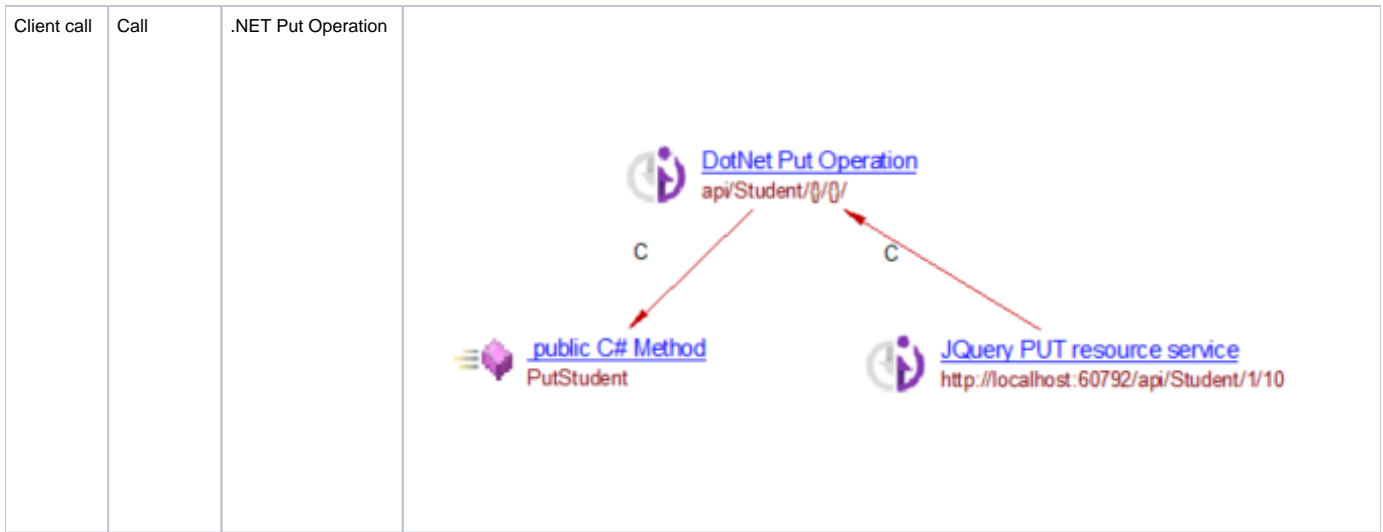 Client call
Call
.NET Put Operation
DotNet Put Operation
api/Student/{}/{}/
C
C
public C# Method
PutStudent
JQuery PUT resource service
http://localhost:60792/api/Student/1/10